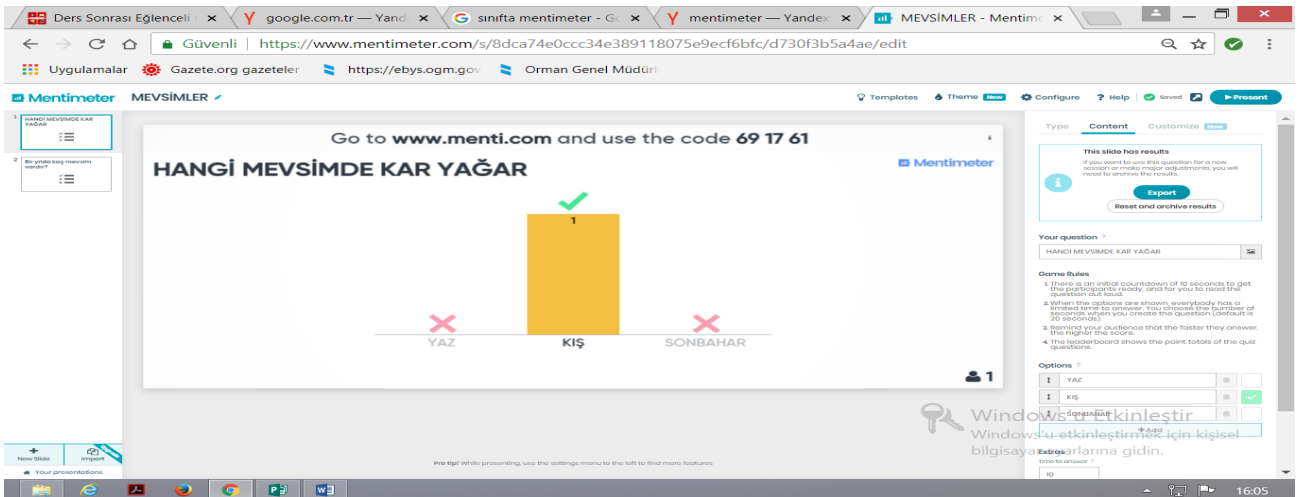 Ders Sonrası Eğlenceli
google.com.tr — Yand
sınıfta mentimeter - Go
mentimeter — Yandex
MEVSİMLER - Mentim
Güvenli | https://www.mentimeter.com/s/8dca74e0ccc34e389118075e9ecf6bfc/d730f3b5a4ae/edit
Uygulamalar Gazete.org gazeteler https://ebys.ogm.gov Orman Genel Müdürl
Mentimeter MEVSİMLER
Templates Theme New Configure ? Help Saved Present
1 HANGİ MEVSİMDE KAR
YAĞAR
2 Bir yılda kaç mevsim
vardır?
Go to www.menti.com and use the code 69 17 61
HANGİ MEVSİMDE KAR YAĞAR
Mentimeter
1
YAZ KIŞ SONBAHAR
1
Pro tip! While presenting, use the settings menu to the left to find more features
+
New Slide Import
Your presentations
Type Content Customize New
This slide has results
If you want to use this question for a new
session or make major adjustments, you will
need to archive the results.
Export
Reset and archive results
Your question ?
HANGİ MEVSİMDE KAR YAĞAR
Game Rules
1. There is an initial countdown of 10 seconds to get
the participants ready, and for you to read the
question out loud.
2. When the options are shown, everybody has a
limited time to answer. You choose the number of
seconds when you create the question (default is
20 seconds).
3. Remind your audience that the faster they answer,
the higher the score.
4. The leaderboard shows the point totals of the quiz
questions.
Options ?
YAZ
KIŞ
SONBAHAR
+Add
Extras
Time to answer ?
10
Windows'u Etkinleştir
Windows'u etkinleştirmek için kişisel
bilgisayar ayarlarına gidin.
16:05